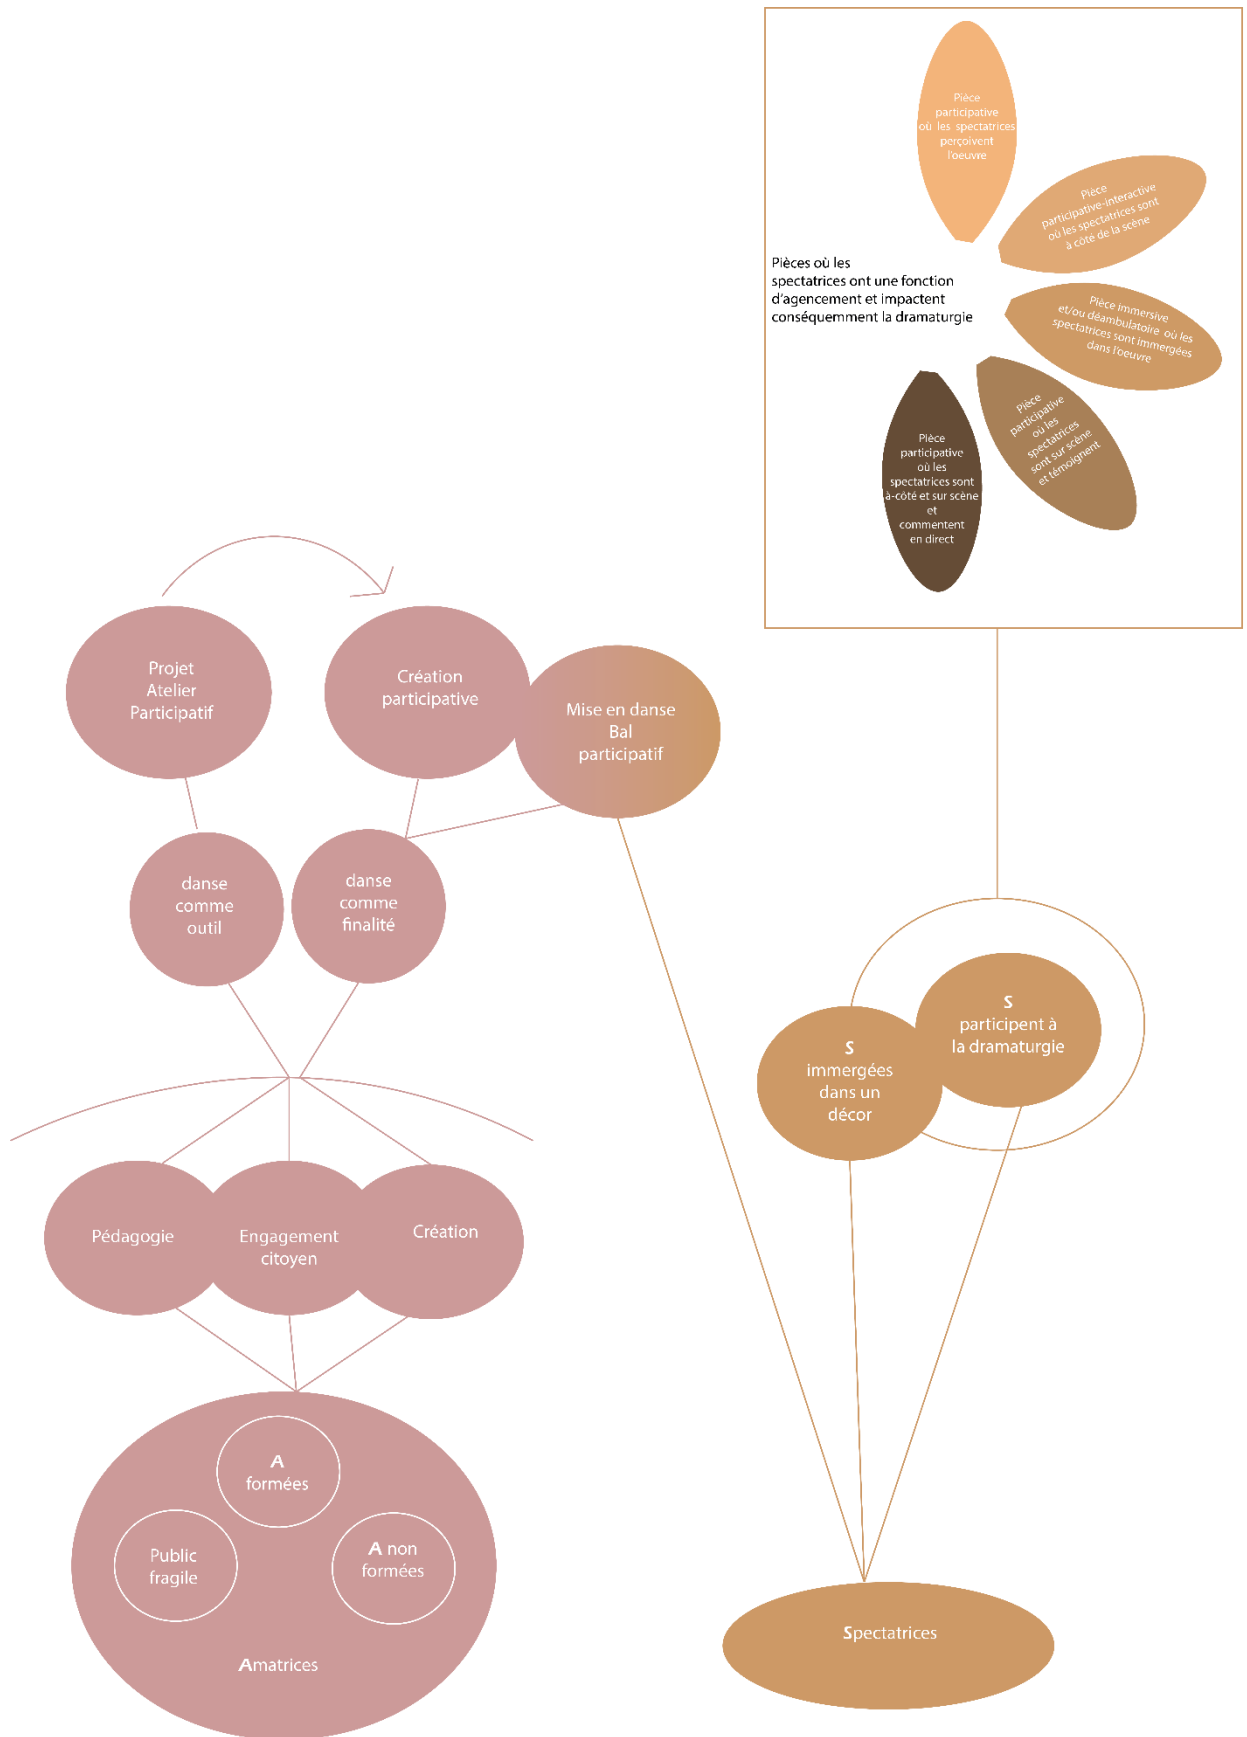 Pièce
participative
où les spectatrices
perçoivent
l'oeuvre
Pièce
participative-interactive
où les spectatrices sont
à côté de la scène
Pièces où les
spectatrices ont une fonction
d'agencement et impactent
conséquemment la dramaturgie
Pièce immersive
et/ou déambulatoire où les
spectatrices sont immergées
dans l'oeuvre
Pièce
participative
où les
spectatrices
sont sur scène
et témoignent
Pièce
participative
où les
spectatrices sont
à-côté et sur scène
et
commentent
en direct
Projet
Atelier
Participatif
Création
participative
Mise en danse
Bal
participatif
danse
comme
outil
danse
comme
finalité
S
participent à
la dramaturgie
S
immergées
dans un
décor
Pédagogie
Engagement
citoyen
Création
A
formées
Public
fragile
A non
formées
Amatrices
Spectatrices